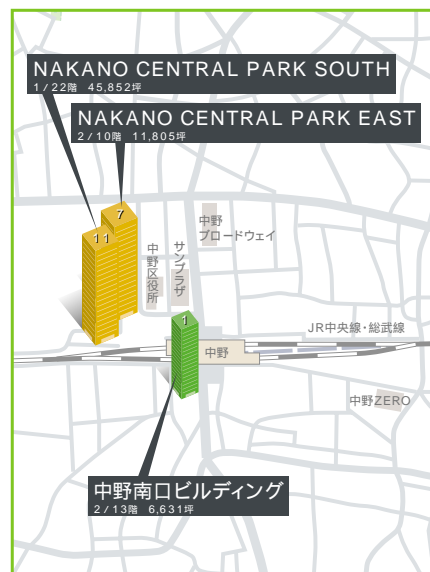 NAKANO CENTRAL PARK SOUTH
1/22階 45,852坪
NAKANO CENTRAL PARK EAST
2/10階 11,805坪
7
11
中野区役所
サンプラザ
中野
ブロードウェイ
1
JR中央線・総武線
中野
中野ZERO
中野南口ビルディング
2/13階 6,631坪